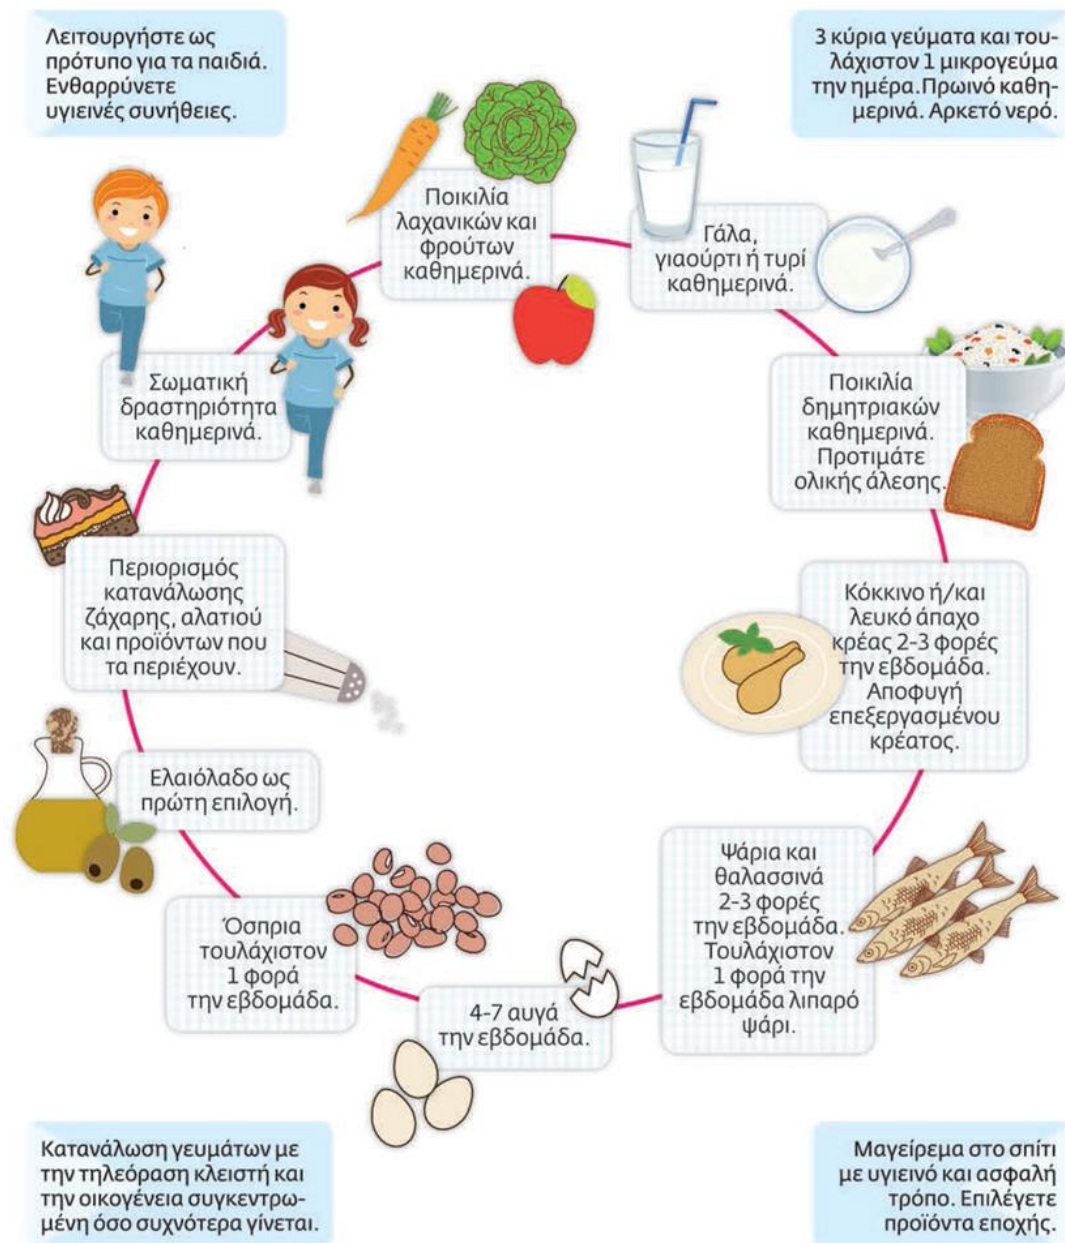 Λειτουργήστε ως
πρότυπο για τα παιδιά.
Ενθαρρύνετε
υγιεινές συνήθειες.
3 κύρια γεύματα και του-
λάχιστον 1 μικρογεύμα
την ημέρα.Πρωινό καθη-
μερινά. Αρκετό νερό.
Ποικιλία
λαχανικών και
φρούτων
καθημερινά.
Γάλα,
γιαούρτι ή τυρί
καθημερινά.
Ποικιλία
δημητριακών
καθημερινά.
Προτιμάτε
ολικής άλεσης.
Κόκκινο ή/και
λευκό άπαχο
κρέας 2-3 φορές
την εβδομάδα.
Αποφυγή
επεξεργασμένου
κρέατος.
Ψάρια και
θαλασσινά
2-3 φορές
την εβδομάδα.
Τουλάχιστον
1 φορά την
εβδομάδα λιπαρό
ψάρι.
4-7 αυγά
την εβδομάδα.
Όσπρια
τουλάχιστον
1 φορά
την εβδομάδα.
Ελαιόλαδο ως
πρώτη επιλογή.
Περιορισμός
κατανάλωσης
ζάχαρης, αλατιού
και προϊόντων που
τα περιέχουν.
Σωματική
δραστηριότητα
καθημερινά.
Κατανάλωση γευμάτων με
την τηλεόραση κλειστή και
την οικογένεια συγκεντρω-
μένη όσο συχνότερα γίνεται.
Μαγείρεμα στο σπίτι
με υγιεινό και ασφαλή
τρόπο. Επιλέγετε
προϊόντα εποχής.